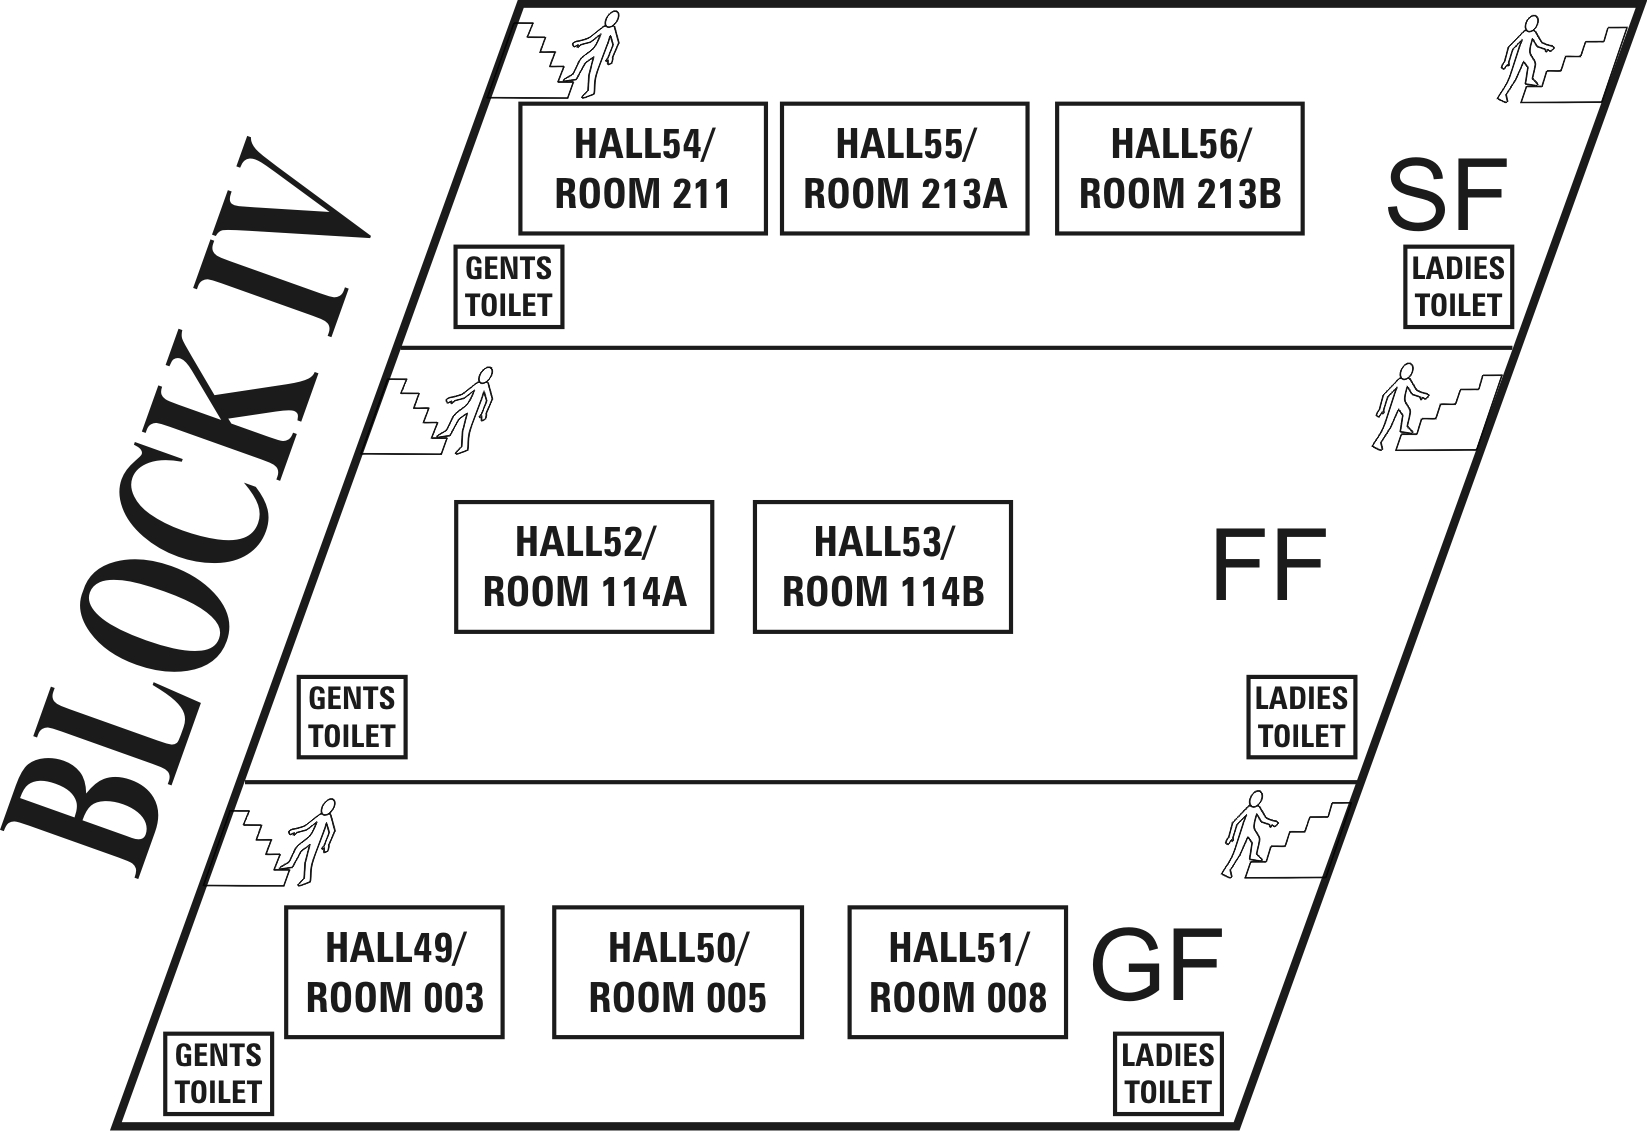 BLOCK IV
HALL54/
ROOM 211
HALL55/
ROOM 213A
HALL56/
ROOM 213B
SF
GENTS
TOILET
LADIES
TOILET
HALL52/
ROOM 114A
HALL53/
ROOM 114B
FF
GENTS
TOILET
LADIES
TOILET
HALL49/
ROOM 003
HALL50/
ROOM 005
HALL51/
ROOM 008
GF
GENTS
TOILET
LADIES
TOILET